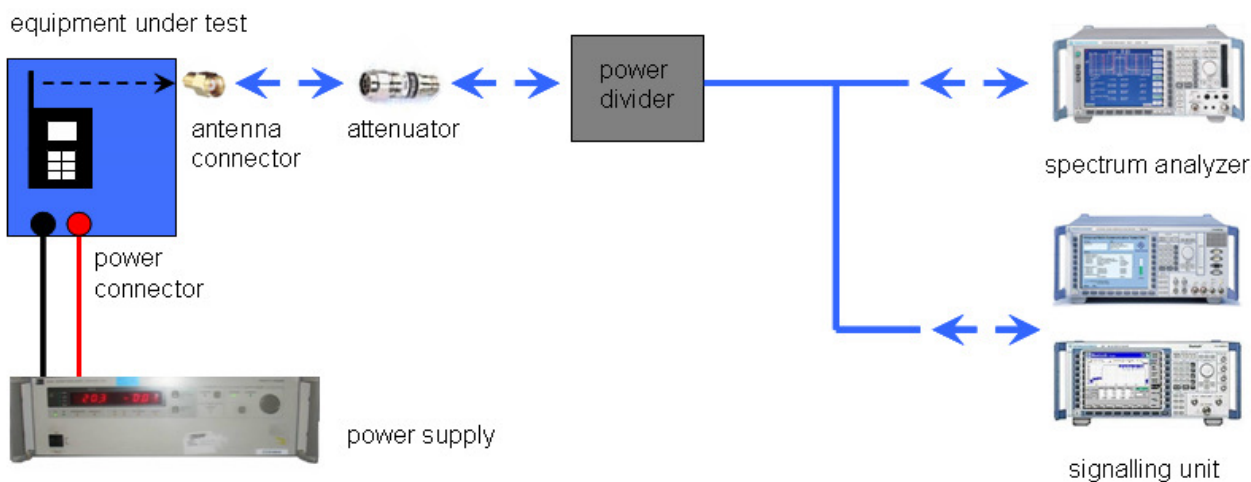 equipment under test
power
divider
antenna
connector
attenuator
spectrum analyzer
power
connector
power supply
signalling unit